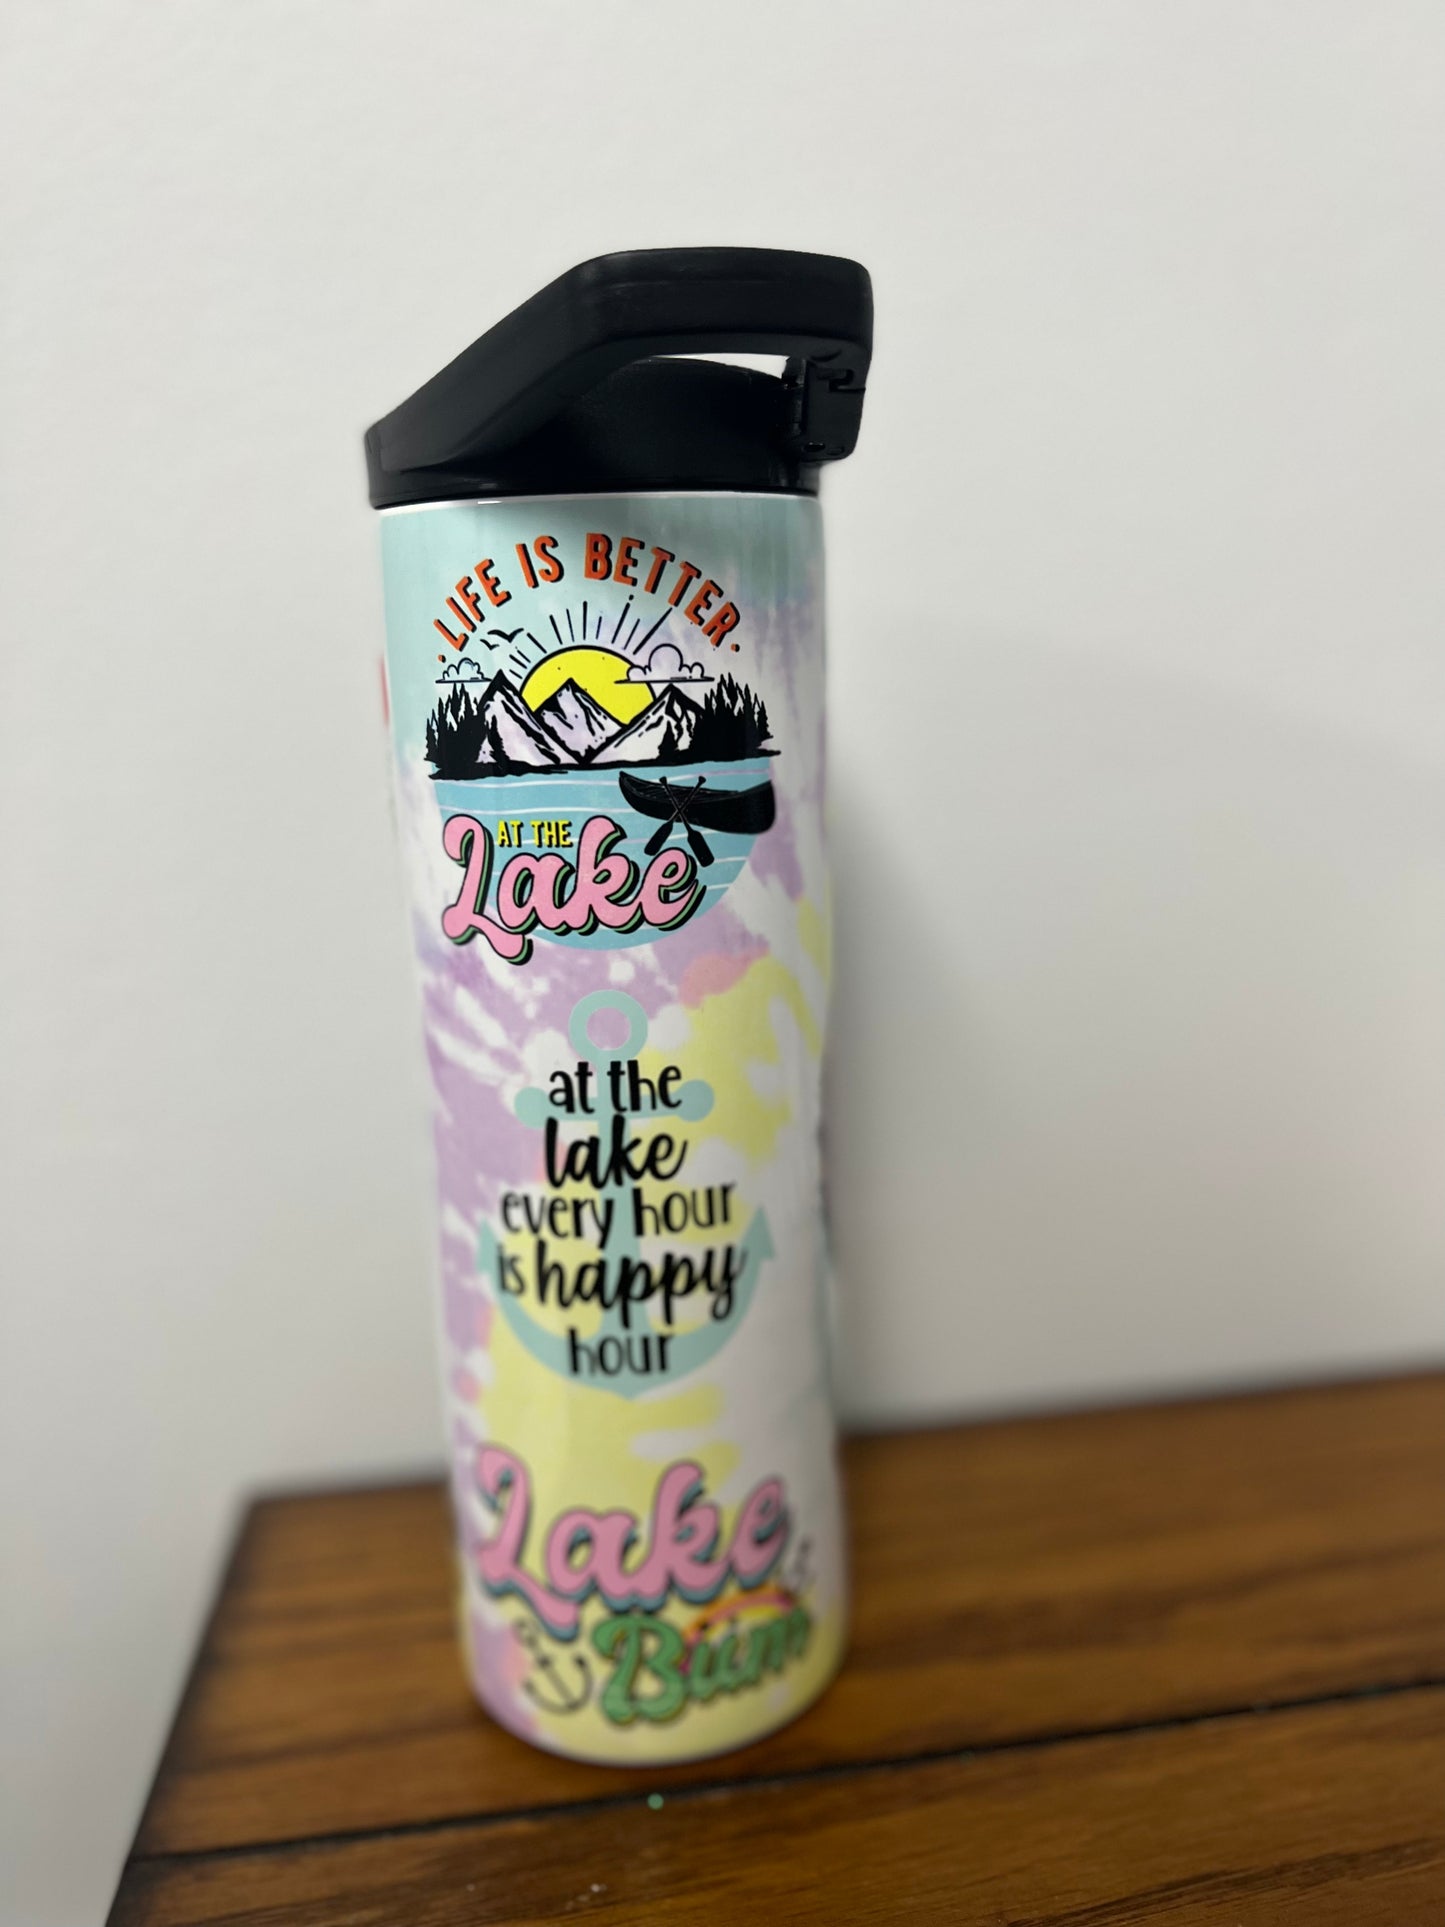 LIFE IS BETTER
AT THE
Lake
at the
lake
every hour
is happy
hour
Lake
Bum